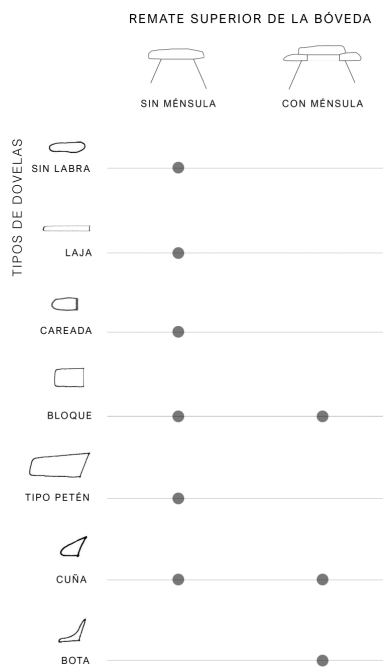 REMATE SUPERIOR DE LA BÓVEDA
SIN MÉNSULA
CON MÉNSULA
TIPOS DE DOVELAS
SIN LABRA
LAJA
CAREADA
BLOQUE
TIPO PETÉN
CUÑA
BOTA